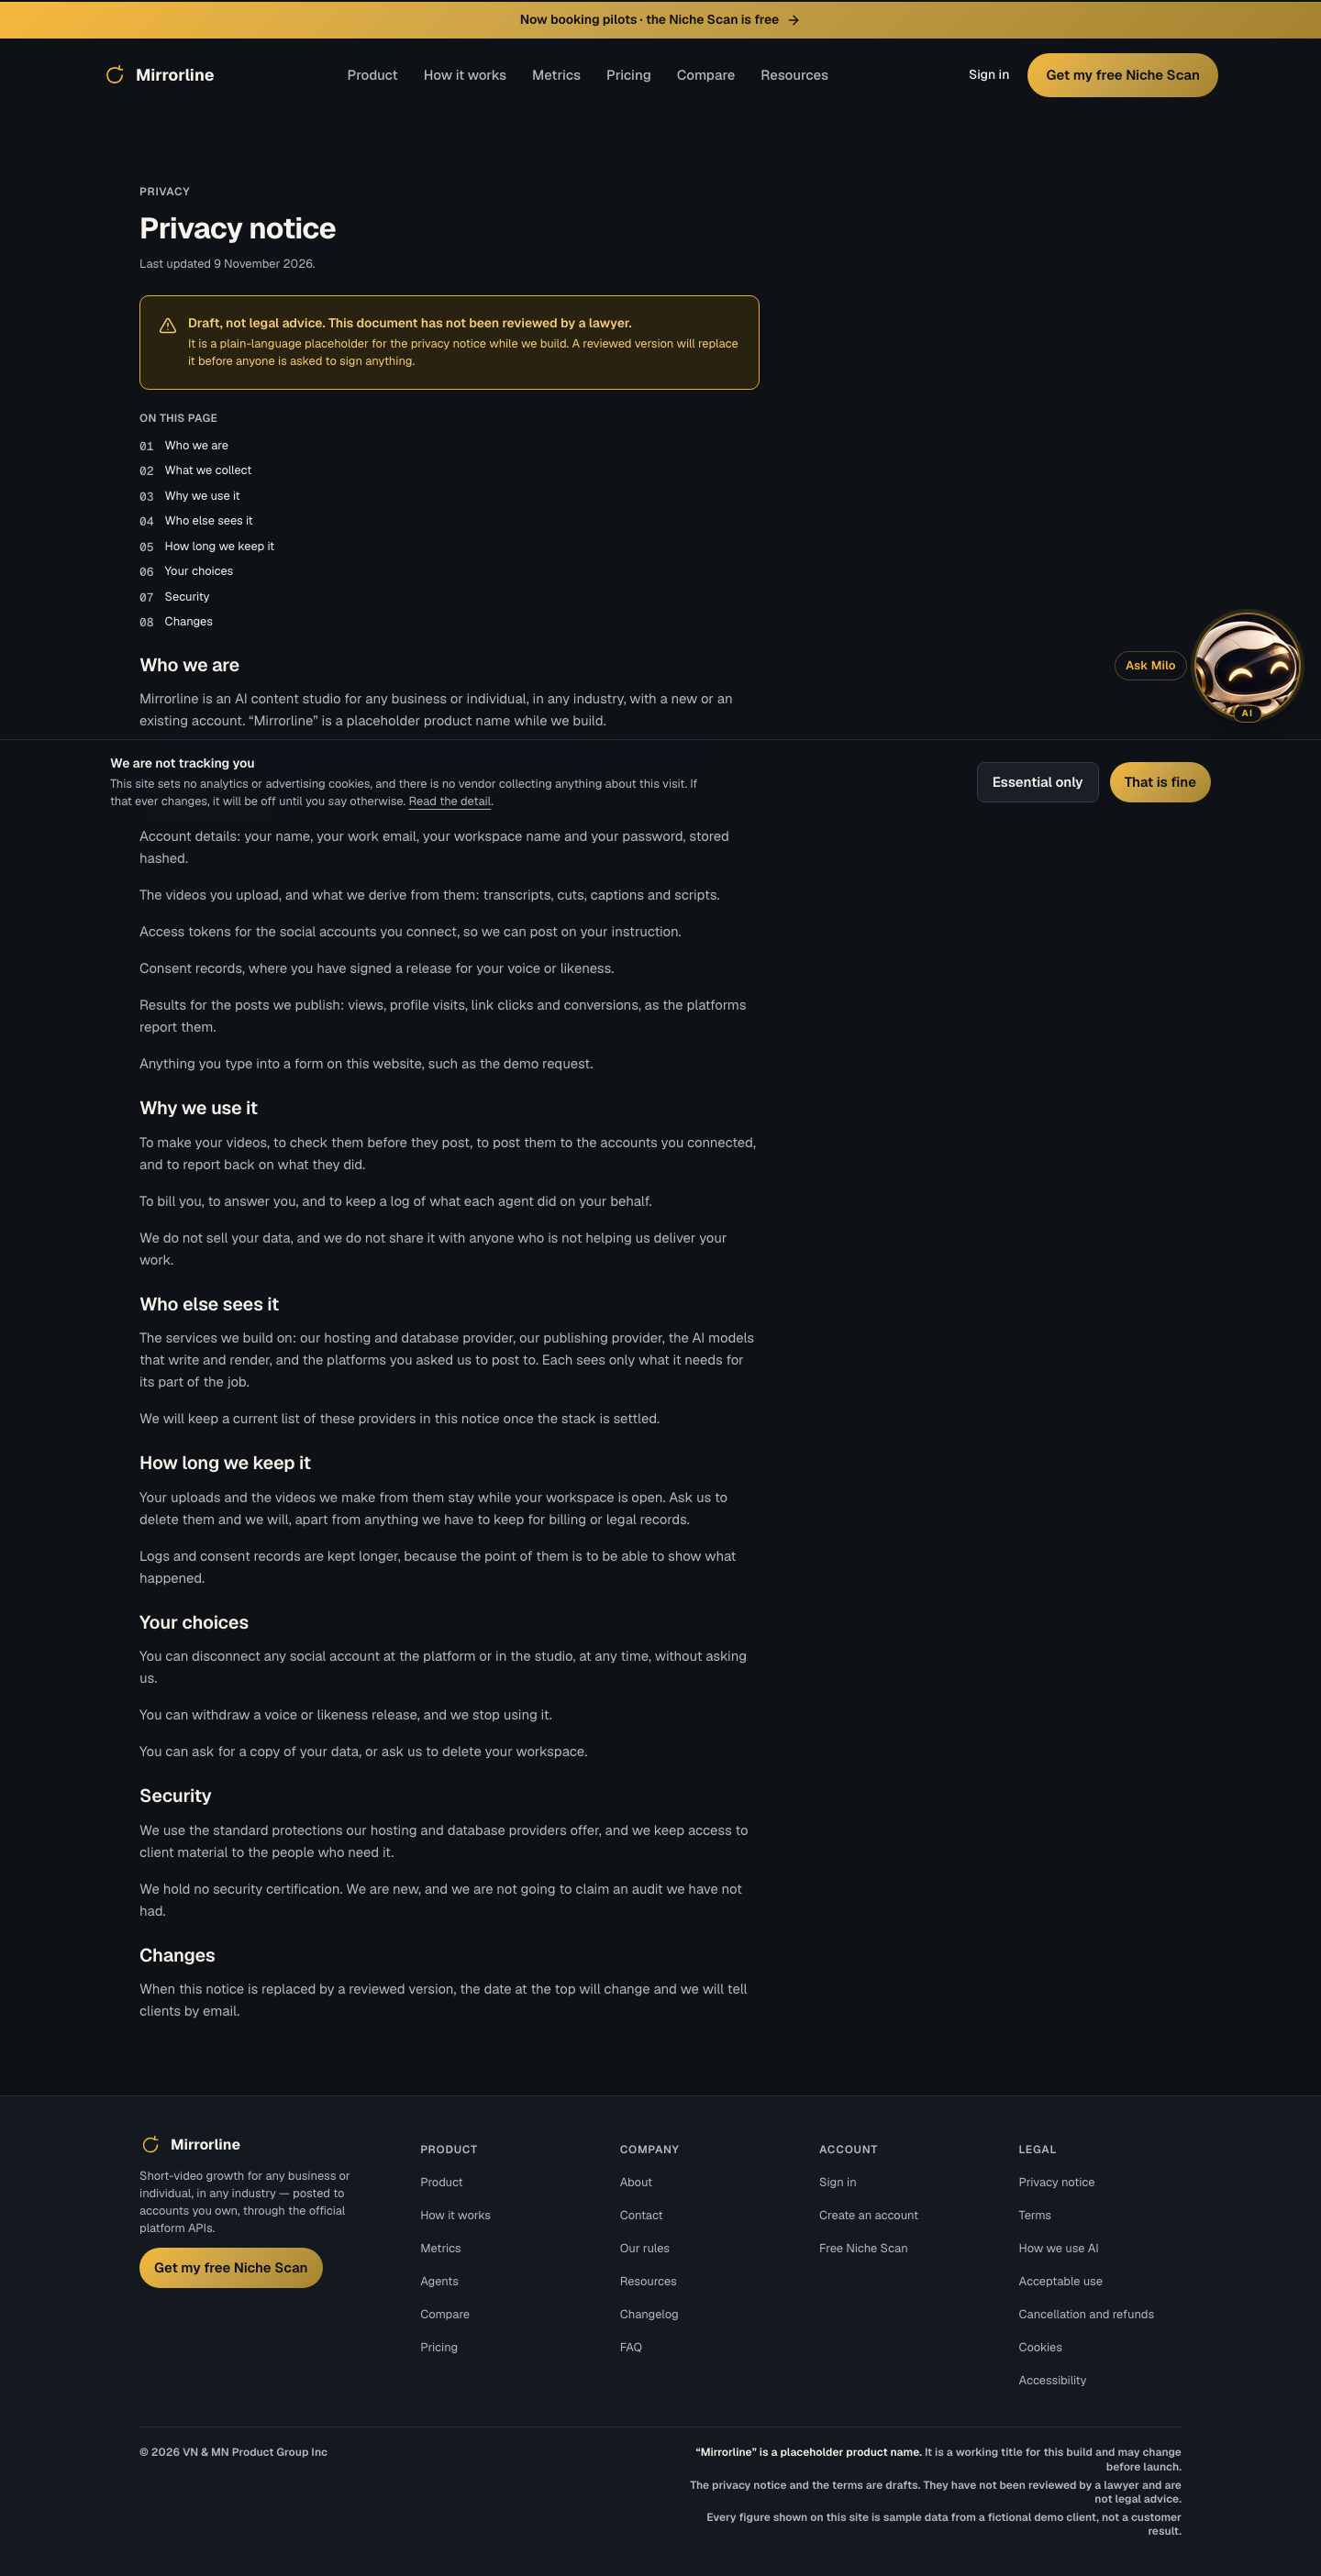 Now booking pilots · the Niche Scan is free →
Mirrorline
Product
How it works
Metrics
Pricing
Compare
Resources
Sign in
Get my free Niche Scan
PRIVACY
Privacy notice
Last updated 9 November 2026.
Draft, not legal advice. This document has not been reviewed by a lawyer.
It is a plain-language placeholder for the privacy notice while we build. A reviewed version will replace
it before anyone is asked to sign anything.
ON THIS PAGE
01 Who we are
02 What we collect
03 Why we use it
04 Who else sees it
05 How long we keep it
06 Your choices
07 Security
08 Changes
Who we are
Mirrorline is an AI content studio for any business or individual, in any industry, with a new or an
existing account. “Mirrorline” is a placeholder product name while we build.
Ask Milo
AI
We are not tracking you
This site sets no analytics or advertising cookies, and there is no vendor collecting anything about this visit. If
that ever changes, it will be off until you say otherwise. Read the detail.
Essential only
That is fine
Account details: your name, your work email, your workspace name and your password, stored
hashed.
The videos you upload, and what we derive from them: transcripts, cuts, captions and scripts.
Access tokens for the social accounts you connect, so we can post on your instruction.
Consent records, where you have signed a release for your voice or likeness.
Results for the posts we publish: views, profile visits, link clicks and conversions, as the platforms
report them.
Anything you type into a form on this website, such as the demo request.
Why we use it
To make your videos, to check them before they post, to post them to the accounts you connected,
and to report back on what they did.
To bill you, to answer you, and to keep a log of what each agent did on your behalf.
We do not sell your data, and we do not share it with anyone who is not helping us deliver your
work.
Who else sees it
The services we build on: our hosting and database provider, our publishing provider, the AI models
that write and render, and the platforms you asked us to post to. Each sees only what it needs for
its part of the job.
We will keep a current list of these providers in this notice once the stack is settled.
How long we keep it
Your uploads and the videos we make from them stay while your workspace is open. Ask us to
delete them and we will, apart from anything we have to keep for billing or legal records.
Logs and consent records are kept longer, because the point of them is to be able to show what
happened.
Your choices
You can disconnect any social account at the platform or in the studio, at any time, without asking
us.
You can withdraw a voice or likeness release, and we stop using it.
You can ask for a copy of your data, or ask us to delete your workspace.
Security
We use the standard protections our hosting and database providers offer, and we keep access to
client material to the people who need it.
We hold no security certification. We are new, and we are not going to claim an audit we have not
had.
Changes
When this notice is replaced by a reviewed version, the date at the top will change and we will tell
clients by email.
Mirrorline
Short-video growth for any business or
individual, in any industry — posted to
accounts you own, through the official
platform APIs.
Get my free Niche Scan
PRODUCT
Product
How it works
Metrics
Agents
Compare
Pricing
COMPANY
About
Contact
Our rules
Resources
Changelog
FAQ
ACCOUNT
Sign in
Create an account
Free Niche Scan
LEGAL
Privacy notice
Terms
How we use AI
Acceptable use
Cancellation and refunds
Cookies
Accessibility
© 2026 VN & MN Product Group Inc
“Mirrorline” is a placeholder product name. It is a working title for this build and may change
before launch.
The privacy notice and the terms are drafts. They have not been reviewed by a lawyer and are
not legal advice.
Every figure shown on this site is sample data from a fictional demo client, not a customer
result.